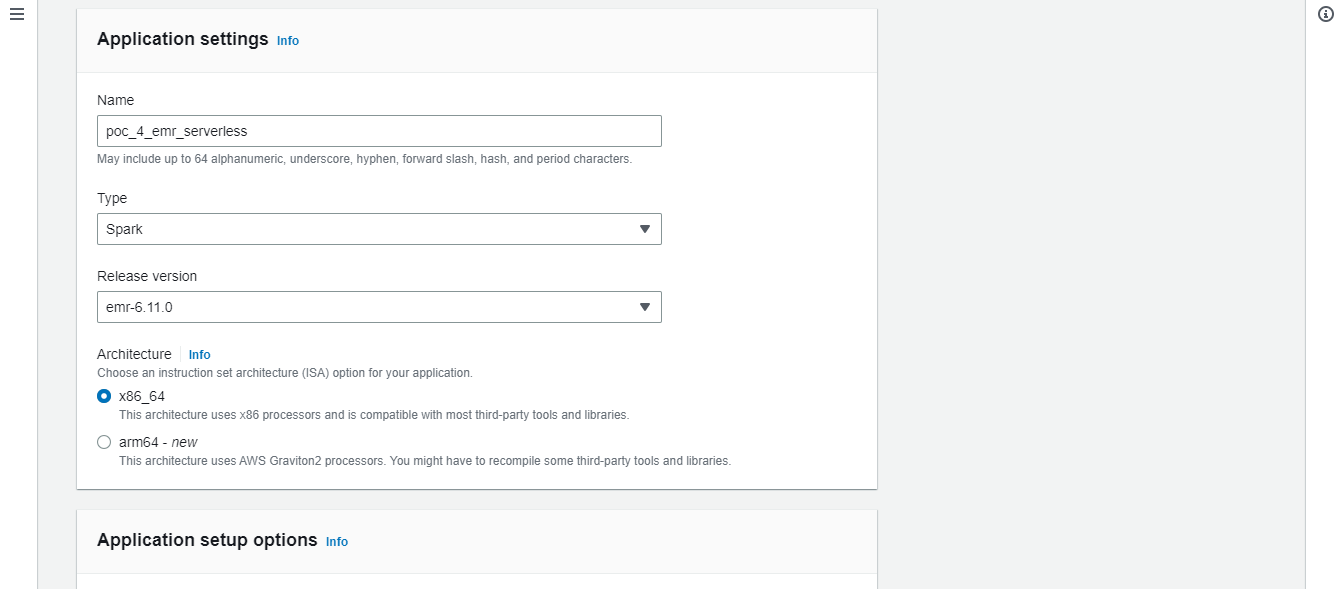 Application settings Info
Name
poc_4_emr_serverless
May include up to 64 alphanumeric, underscore, hyphen, forward slash, hash, and period characters.
Type
Spark
Release version
emr-6.11.0
Architecture Info
Choose an instruction set architecture (ISA) option for your application.
x86_64
This architecture uses x86 processors and is compatible with most third-party tools and libraries.
arm64 - new
This architecture uses AWS Graviton2 processors. You might have to recompile some third-party tools and libraries.
Application setup options Info